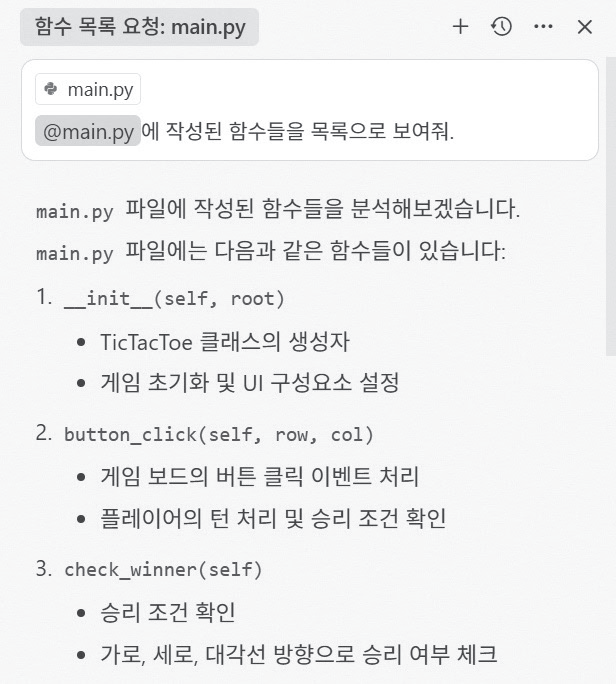 함수 목록 요청: main.py
main.py
@main.py에 작성된 함수들을 목록으로 보여줘.
main.py 파일에 작성된 함수들을 분석해보겠습니다.
main.py 파일에는 다음과 같은 함수들이 있습니다:
1. __init__(self, root)
• TicTacToe 클래스의 생성자
• 게임 초기화 및 UI 구성요소 설정
2. button_click(self, row, col)
• 게임 보드의 버튼 클릭 이벤트 처리
• 플레이어의 턴 처리 및 승리 조건 확인
3. check_winner(self)
• 승리 조건 확인
• 가로, 세로, 대각선 방향으로 승리 여부 체크